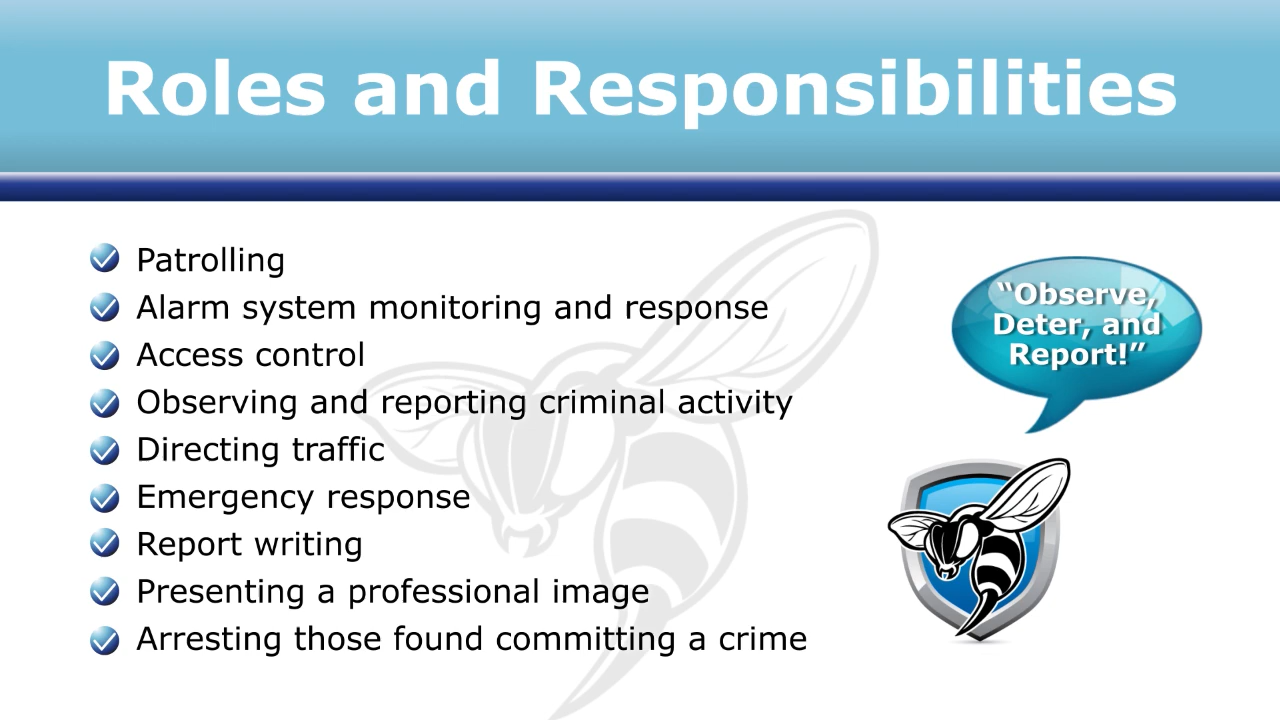 Roles and Responsibilities
Patrolling
Alarm system monitoring and response
Access control
Observing and reporting criminal activity
Directing traffic
Emergency response
Report writing
Presenting a professional image
Arresting those found committing a crime
“Observe,
Deter, and
Report!”